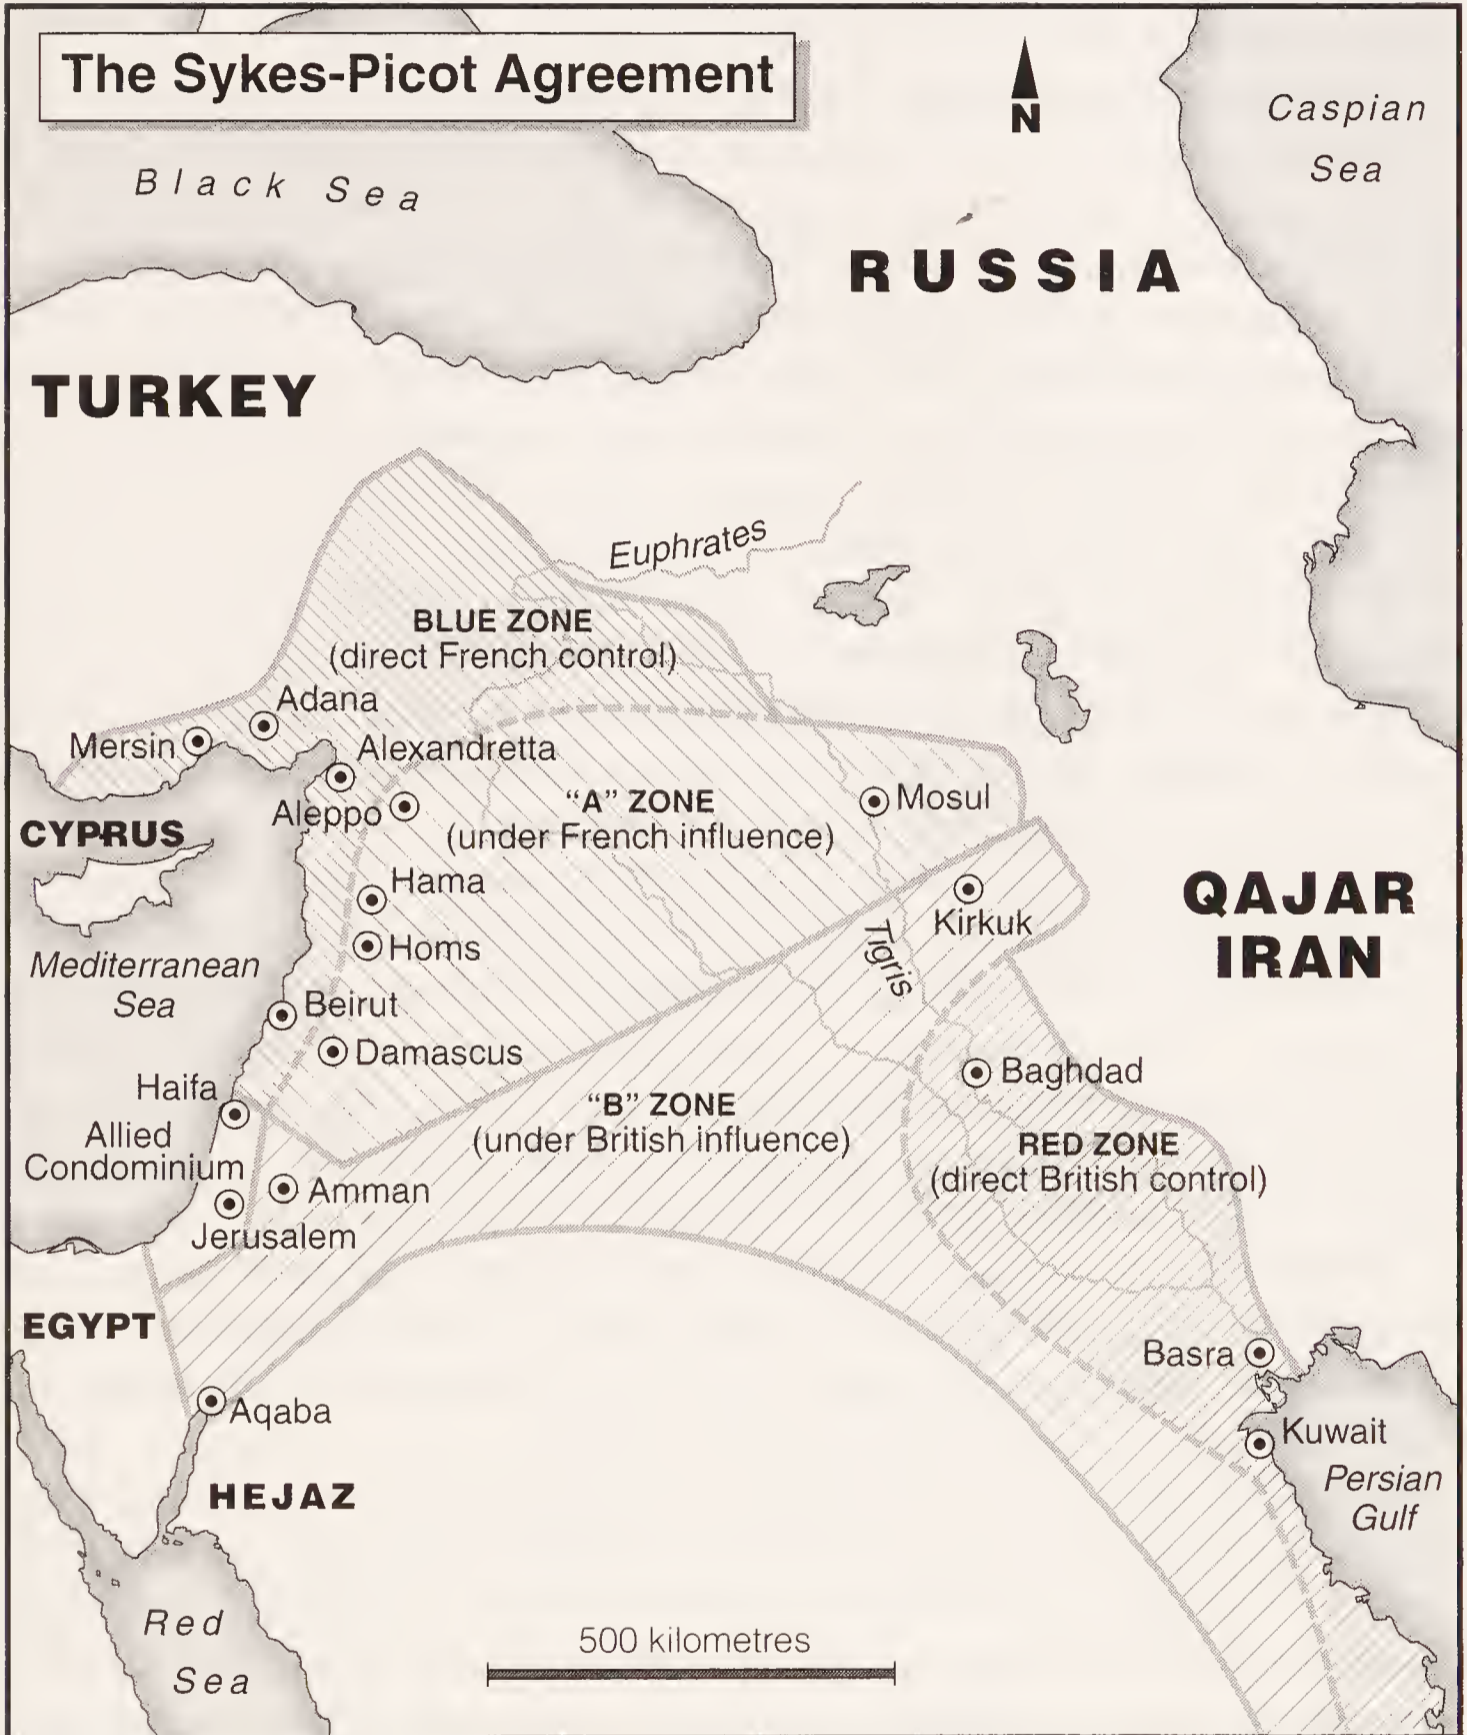 The Sykes-Picot Agreement
N
Caspian
Sea
Black Sea
RUSSIA
TURKEY
Euphrates
BLUE ZONE
(direct French control)
Adana
Mersin
Alexandretta
Aleppo
"A" ZONE
(under French influence)
Mosul
CYPRUS
Hama
Kirkuk
QAJAR
IRAN
Homs
Tigris
Mediterranean
Sea
Beirut
Damascus
Baghdad
Haifa
"B" ZONE
(under British influence)
Allied
Condominium
RED ZONE
(direct British control)
Amman
Jerusalem
EGYPT
Basra
Aqaba
Kuwait
Persian
Gulf
HEJAZ
Red
Sea
500 kilometres